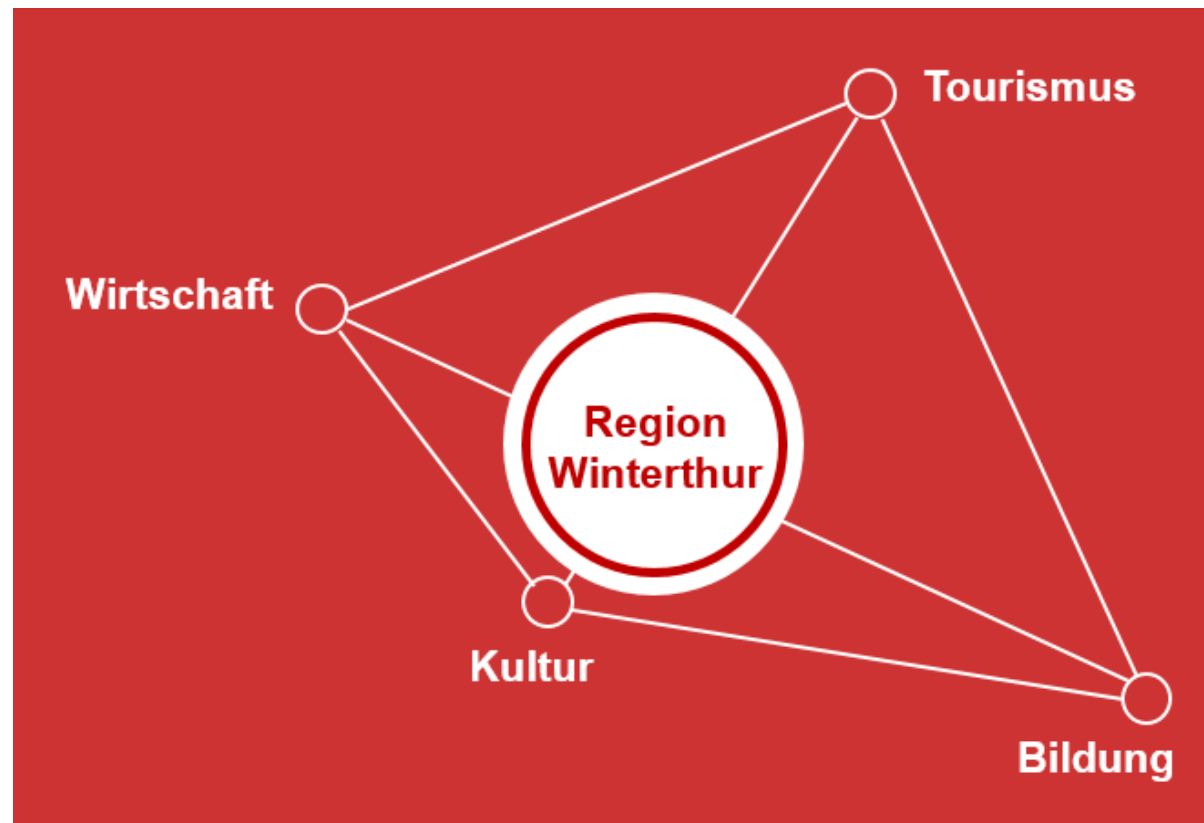 Tourismus
Wirtschaft
Region
Winterthur
Kultur
Bildung